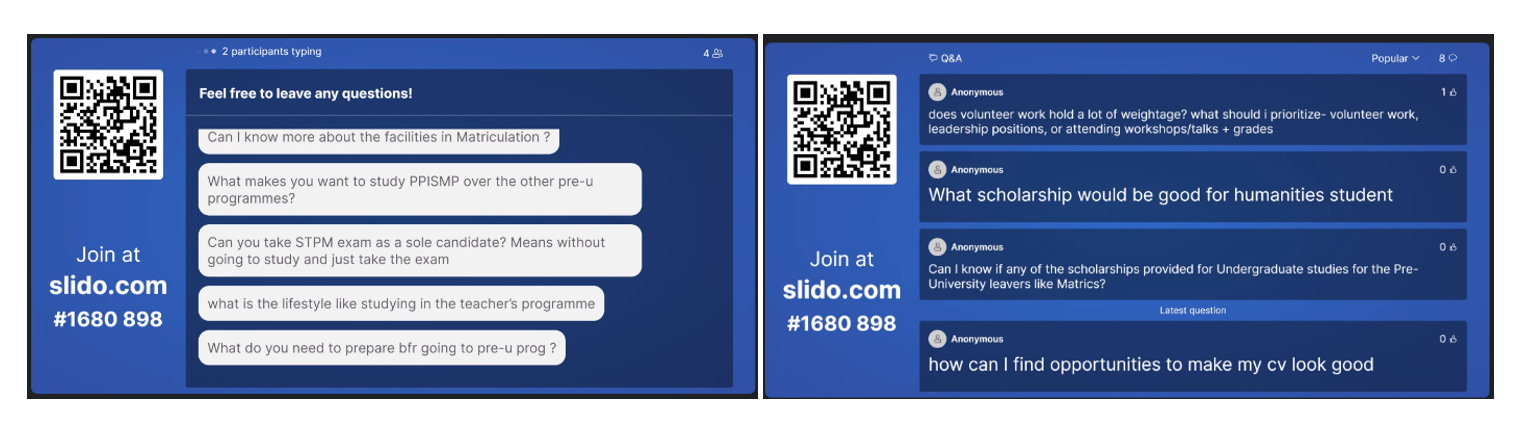 2 participants typing
4
Feel free to leave any questions!
Can I know more about the facilities in Matriculation ?
What makes you want to study PPISMP over the other pre-u
programmes?
Can you take STPM exam as a sole candidate? Means without
going to study and just take the exam
what is the lifestyle like studying in the teacher's programme
What do you need to prepare bfr going to pre-u prog ?
Join at
slido.com
#1680 898
Q&A
Popular
8
Anonymous
1
does volunteer work hold a lot of weightage? what should i prioritize- volunteer work,
leadership positions, or attending workshops/talks + grades
Anonymous
0
What scholarship would be good for humanities student
Anonymous
0
Can I know if any of the scholarships provided for Undergraduate studies for the Pre-
University leavers like Matrics?
Latest question
Anonymous
0
how can I find opportunities to make my cv look good
Join at
slido.com
#1680 898